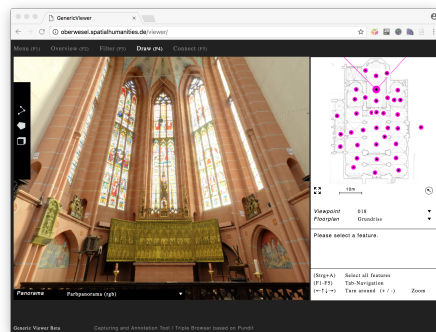 GenericViewer
oberwesel.spatialhumanities.de/viewer/
Menu (F1) Overview (F2) Filter (F3) Draw (F4) Connect (F5)
10m
Viewpoint 018
Floorplan Grundriss
Please select a feature.
(Strg+A) Select all features
(F1-F5) Tab-Navigation
(←↑↓→) Turn around (+ / -) Zoom
Panorama Farbpanorama (rgb)
Generic Viewer Beta Capturing and Annotation Tool / Triple Browser based on Pundit